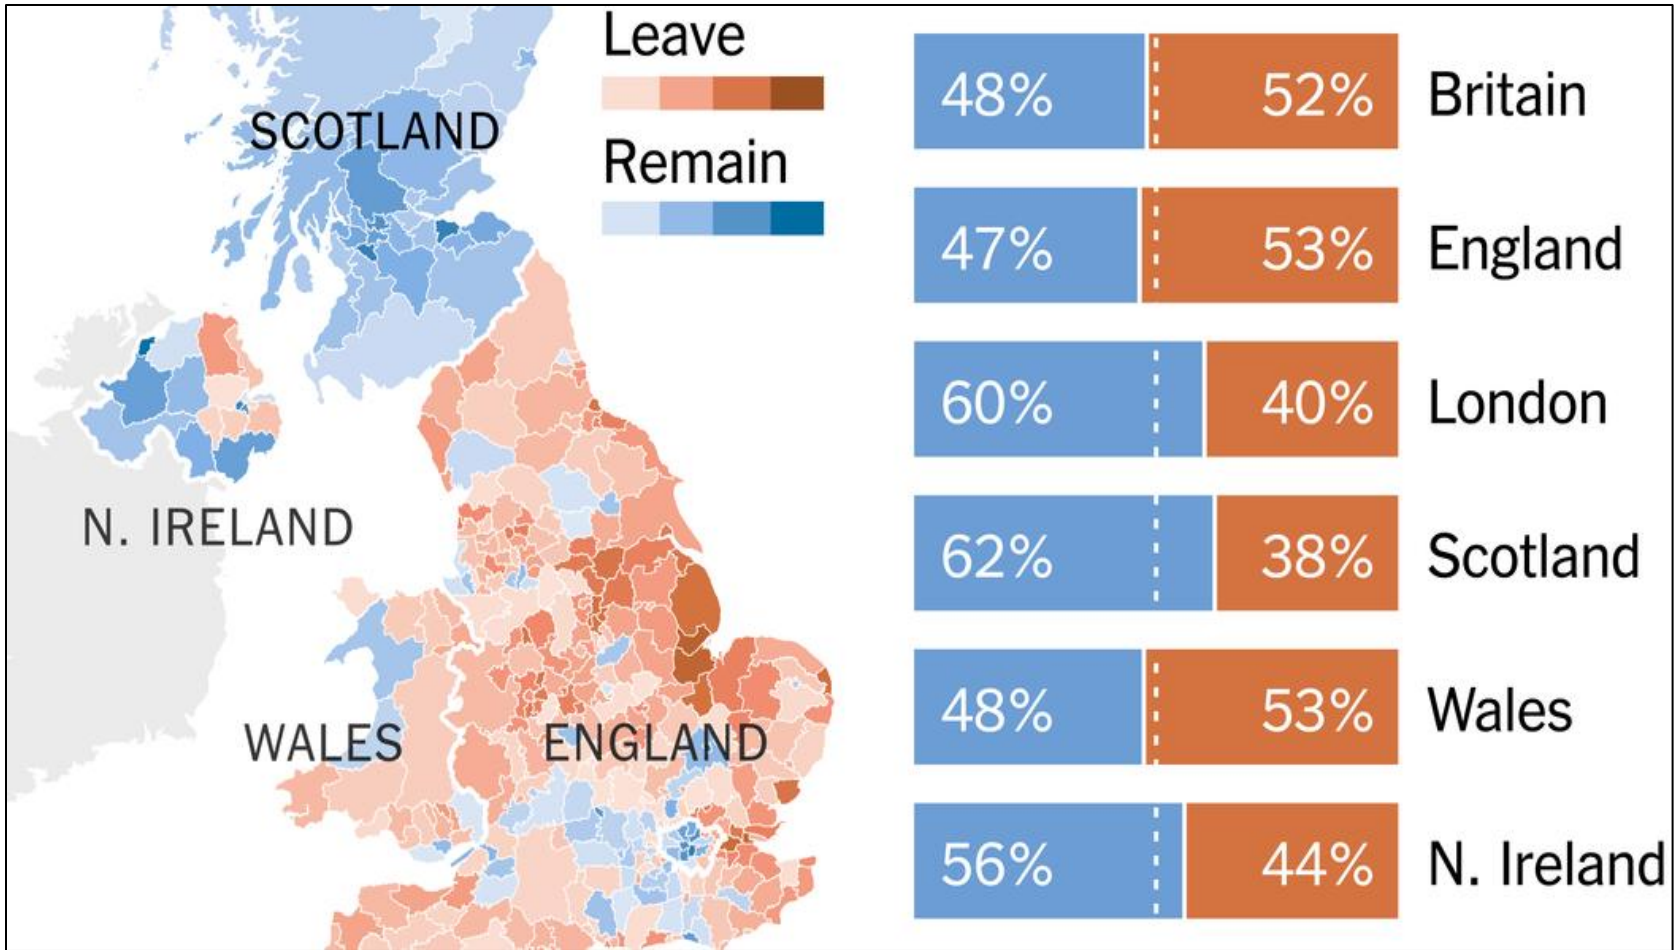 Leave
Remain
SCOTLAND
N. IRELAND
WALES
ENGLAND
48% 52% Britain
47% 53% England
60% 40% London
62% 38% Scotland
48% 53% Wales
56% 44% N. Ireland